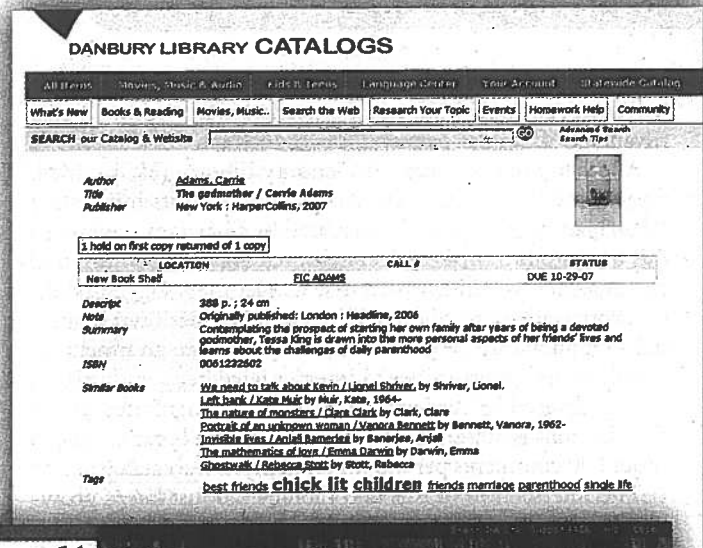 DANBURY LIBRARY CATALOGS
All Items Movies, Music & Audio Kids & Teens Language Center Your Account Statewide Catalog
What's New Books & Reading Movies, Music.. Search the Web Research Your Topic Events Homework Help Community
SEARCH our Catalog & Website GO Advanced Search
Search Tips
Author Adams, Carrie
Title The godmother / Carrie Adams
Publisher New York : HarperCollins, 2007
1 hold on first copy returned of 1 copy
LOCATION CALL # STATUS
New Book Shelf FIC ADAMS DUE 10-29-07
Descript 388 p. ; 24 cm
Note Originally published: London : Headline, 2006
Summary Contemplating the prospect of starting her own family after years of being a devoted
godmother, Tessa King is drawn into the more personal aspects of her friends' lives and
learns about the challenges of daily parenthood
ISBN 0061232602
Similar Books We need to talk about Kevin / Lionel Shriver, by Shriver, Lionel.
Left bank / Kate Muir by Muir, Kate, 1964-
The nature of monsters / Clare Clark by Clark, Clare
Portrait of an unknown woman / Vanora Bennett by Bennett, Vanora, 1962-
Invisible lives / Anjali Banerjee by Banerjee, Anjali
The mathematics of love / Emma Darwin by Darwin, Emma
Ghostwalk / Rebecca Stott by Stott, Rebecca
Tags best friends chick lit children friends marriage parenthood single life